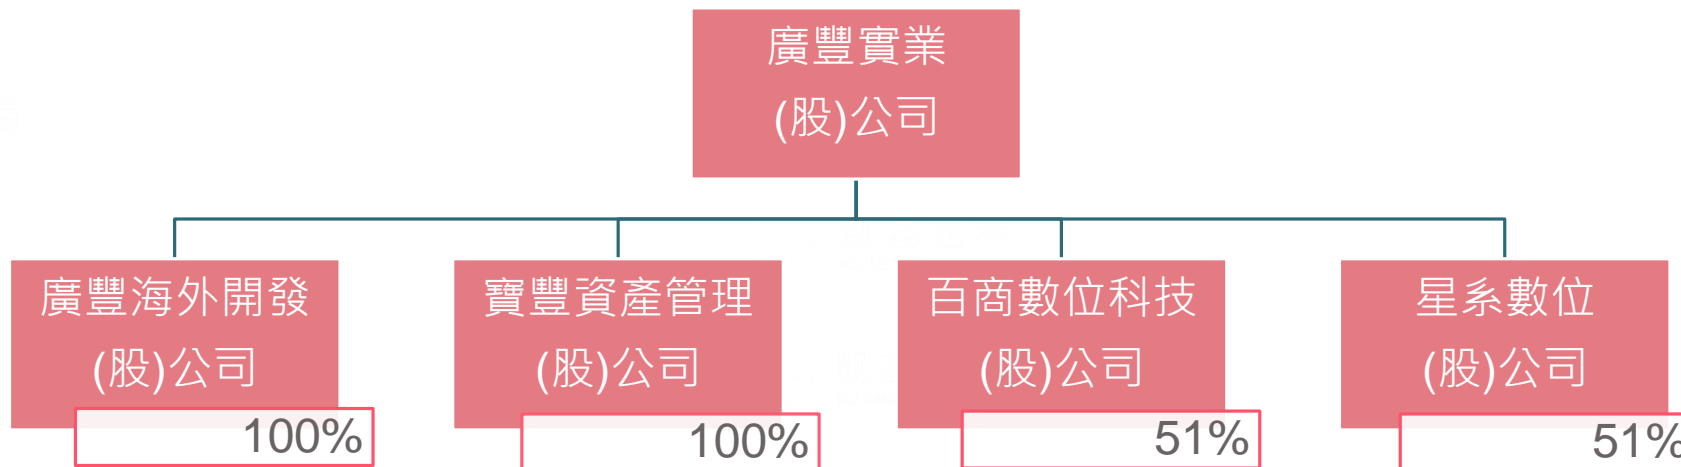 廣豐實業
(股)公司
廣豐海外開發
(股)公司
100%
寶豐資產管理
(股)公司
100%
百商數位科技
(股)公司
51%
星系數位
(股)公司
51%